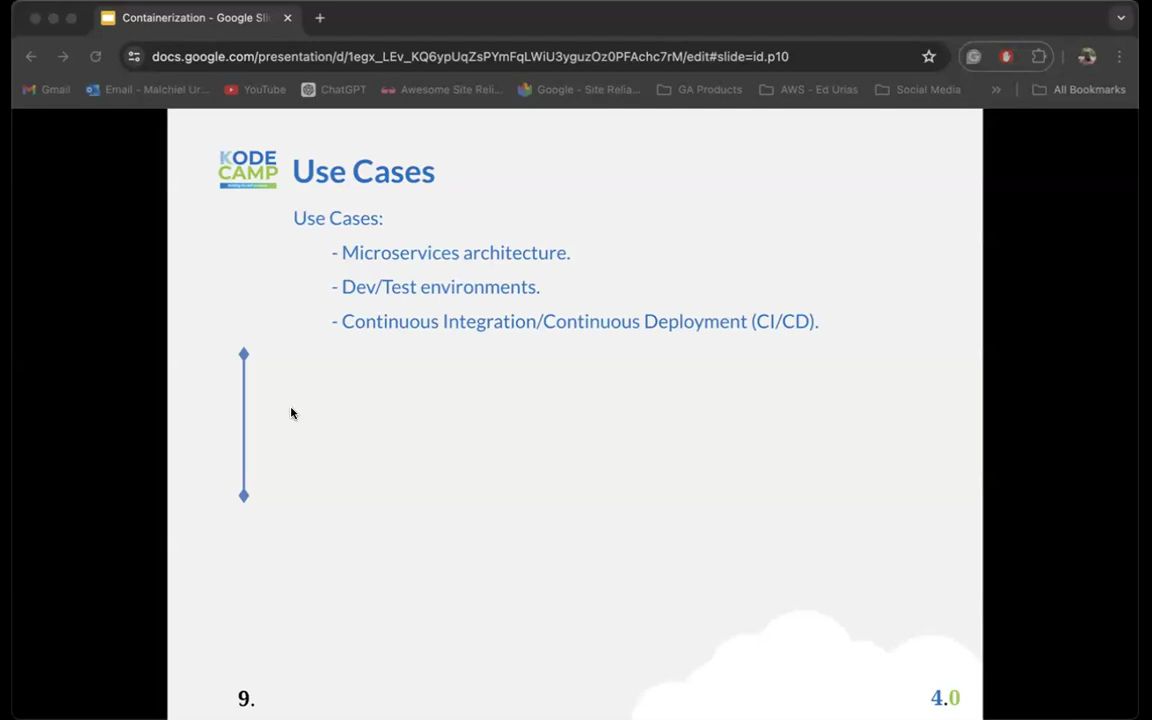 Containerization - Google Sli
docs.google.com/presentation/d/1egx_LEv_KQ6ypUqZsPYmFqLWiU3yguzOz0PFAchc7rM/edit#slide=id.p10
Gmail
Email - Malchiel Ur...
YouTube
ChatGPT
Awesome Site Reli...
Google - Site Relia...
GA Products
AWS - Ed Urias
Social Media
All Bookmarks
KODE
CAMP
Use Cases
Use Cases:
- Microservices architecture.
- Dev/Test environments.
- Continuous Integration/Continuous Deployment (CI/CD).
9.
4.0